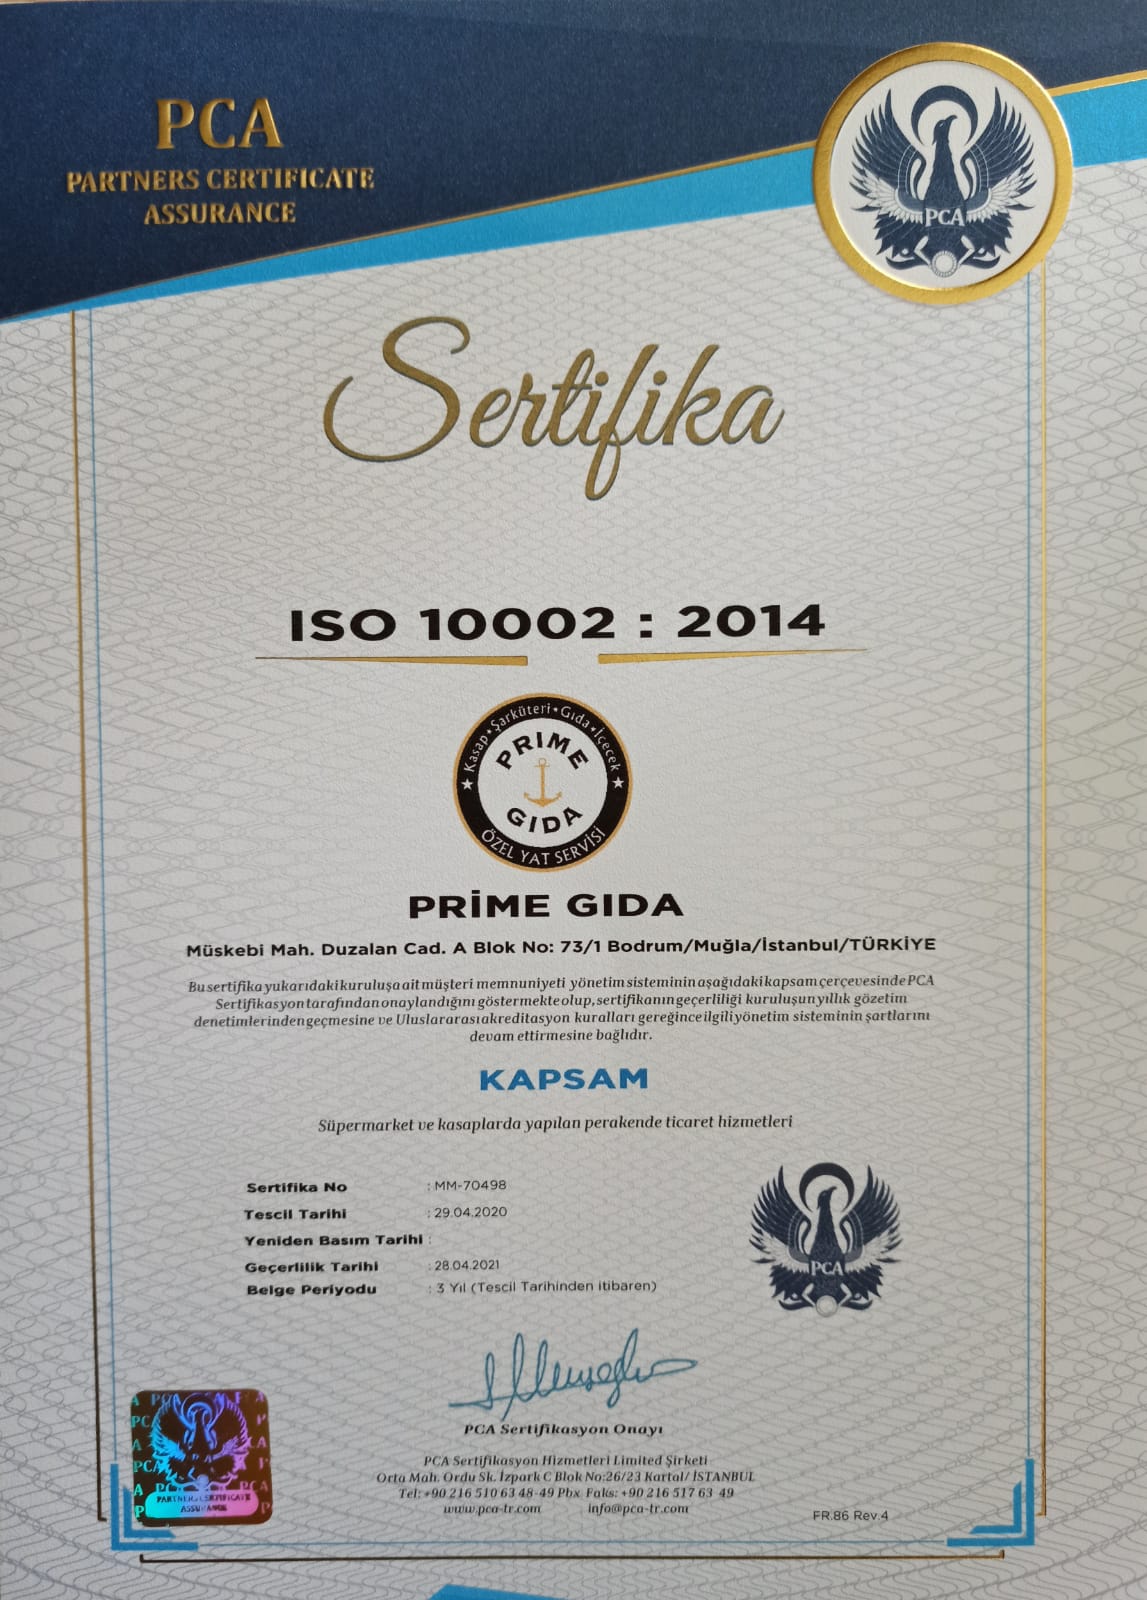 PCA
PARTNERS CERTIFICATE
ASSURANCE
PCA
Sertifika
ISO 10002 : 2014
Kasap • Şarküteri • Gıda • İçecek
PRIME
GIDA
ÖZEL YAT SERVİSİ
PRİME GIDA
Müskebi Mah. Duzalan Cad. A Blok No: 73/1 Bodrum/Muğla/İstanbul/TÜRKİYE
Bu sertifika yukarıdaki kuruluşa ait müşteri memnuniyeti yönetim sisteminin aşağıdaki kapsam çerçevesinde PCA
Sertifikasyon tarafından onaylandığını göstermekte olup, sertifikanın geçerliliği kuruluşun yıllık gözetim
denetimlerinden geçmesine ve Uluslararası akreditasyon kuralları gereğince ilgili yönetim sisteminin şartlarını
devam ettirmesine bağlıdır.
KAPSAM
Süpermarket ve kasaplarda yapılan perakende ticaret hizmetleri
Sertifika No : MM-70498
Tescil Tarihi : 29.04.2020
Yeniden Basım Tarihi :
Geçerlilik Tarihi : 28.04.2021
Belge Periyodu : 3 Yıl (Tescil Tarihinden itibaren)
PCA
PCA Sertifikasyon Onayı
PCA Sertifikasyon Hizmetleri Limited Şirketi
Orta Mah. Ordu Sk. İzpark C Blok No:26/23 Kartal/ İSTANBUL
Tel: +90 216 510 63 48-49 Pbx Faks: +90 216 517 63 49
www.pca-tr.com info@pca-tr.com
FR.86 Rev.4
PARTNERS CERTIFICATE
ASSURANCE